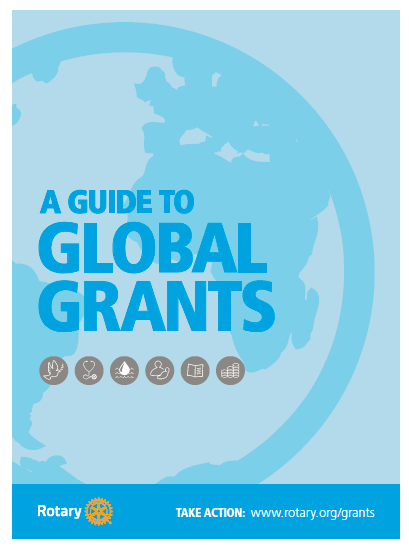 A GUIDE TO
GLOBAL
GRANTS
Rotary
TAKE ACTION: www.rotary.org/grants